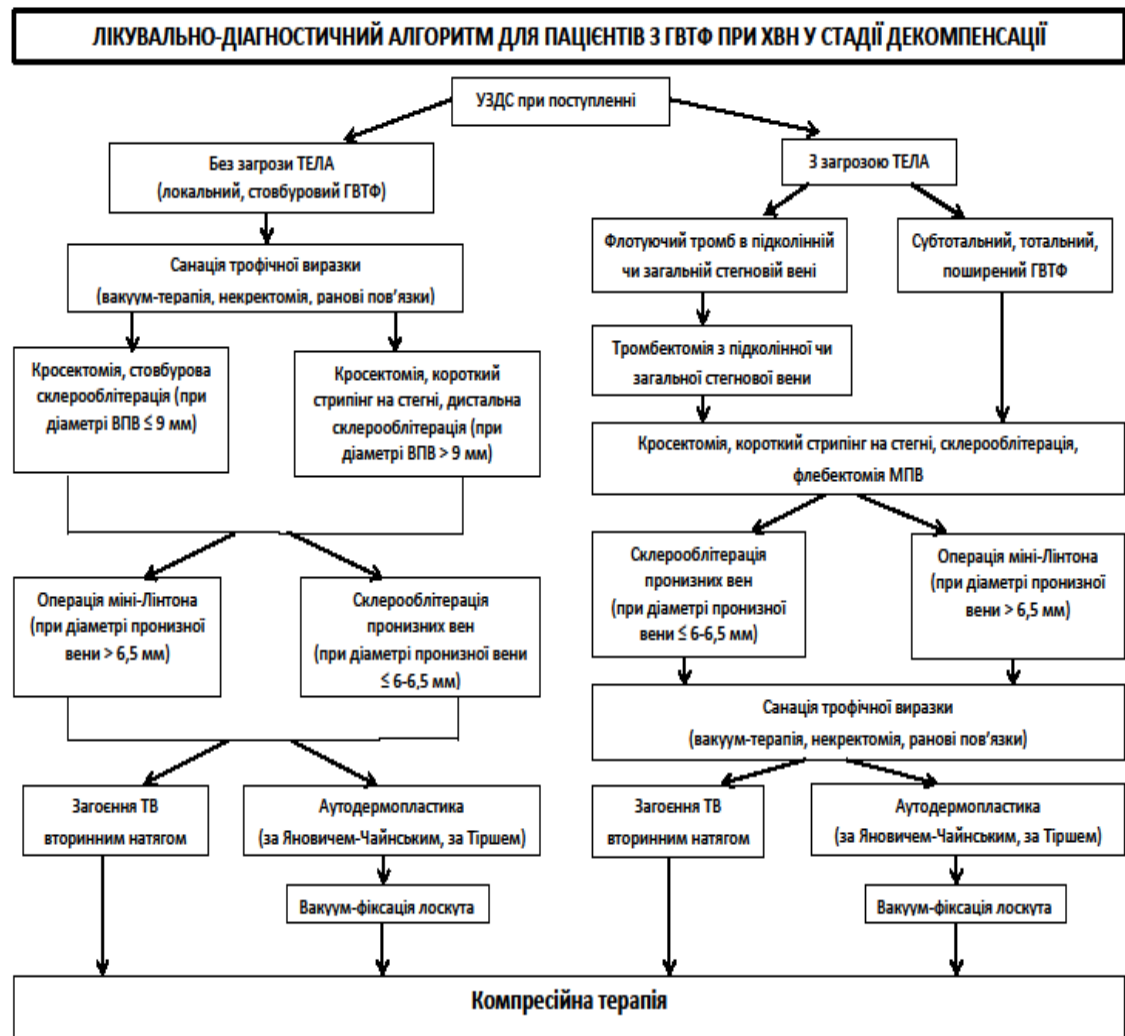 ЛІКУВАЛЬНО-ДІАГНОСТИЧНИЙ АЛГОРИТМ ДЛЯ ПАЦІЄНТІВ З ГВТФ ПРИ ХВН У СТАДІЇ ДЕКОМПЕНСАЦІЇ
УЗДС при поступленні
Без загрози ТЕЛА
(локальний, стовбуровий ГВТФ)
Санація трофічної виразки
(вакуум-терапія, некректомія, ранові пов’язки)
Кросектомія, стовбурова
склерооблітерація (при
діаметрі ВПВ ≤ 9 мм)
Кросектомія, короткий
стрипінг на стегні, дистальна
склерооблітерація (при
діаметрі ВПВ > 9 мм)
Операція міні-Лінтона
(при діаметрі пронизної
вени > 6,5 мм)
Склерооблітерація
пронизних вен
(при діаметрі пронизної вени
≤ 6-6,5 мм)
Загоєння ТВ
вторинним натягом
Аутодермопластика
(за Яновичем-Чайнським, за Тіршем)
Вакуум-фіксація лоскута
З загрозою ТЕЛА
Флотуючий тромб в підколінній
чи загальній стегновій вені
Субтотальний, тотальний,
поширений ГВТФ
Тромбектомія з підколінної чи
загальної стегнової вени
Кросектомія, короткий стрипінг на стегні, склерооблітерація,
флебектомія МПВ
Склерооблітерація
пронизних вен
(при діаметрі пронизної
вени ≤ 6-6,5 мм)
Операція міні-Лінтона
(при діаметрі пронизної
вени > 6,5 мм)
Санація трофічної виразки
(вакуум-терапія, некректомія, ранові пов’язки)
Загоєння ТВ
вторинним натягом
Аутодермопластика
(за Яновичем-Чайнським, за Тіршем)
Вакуум-фіксація лоскута
Компресійна терапія